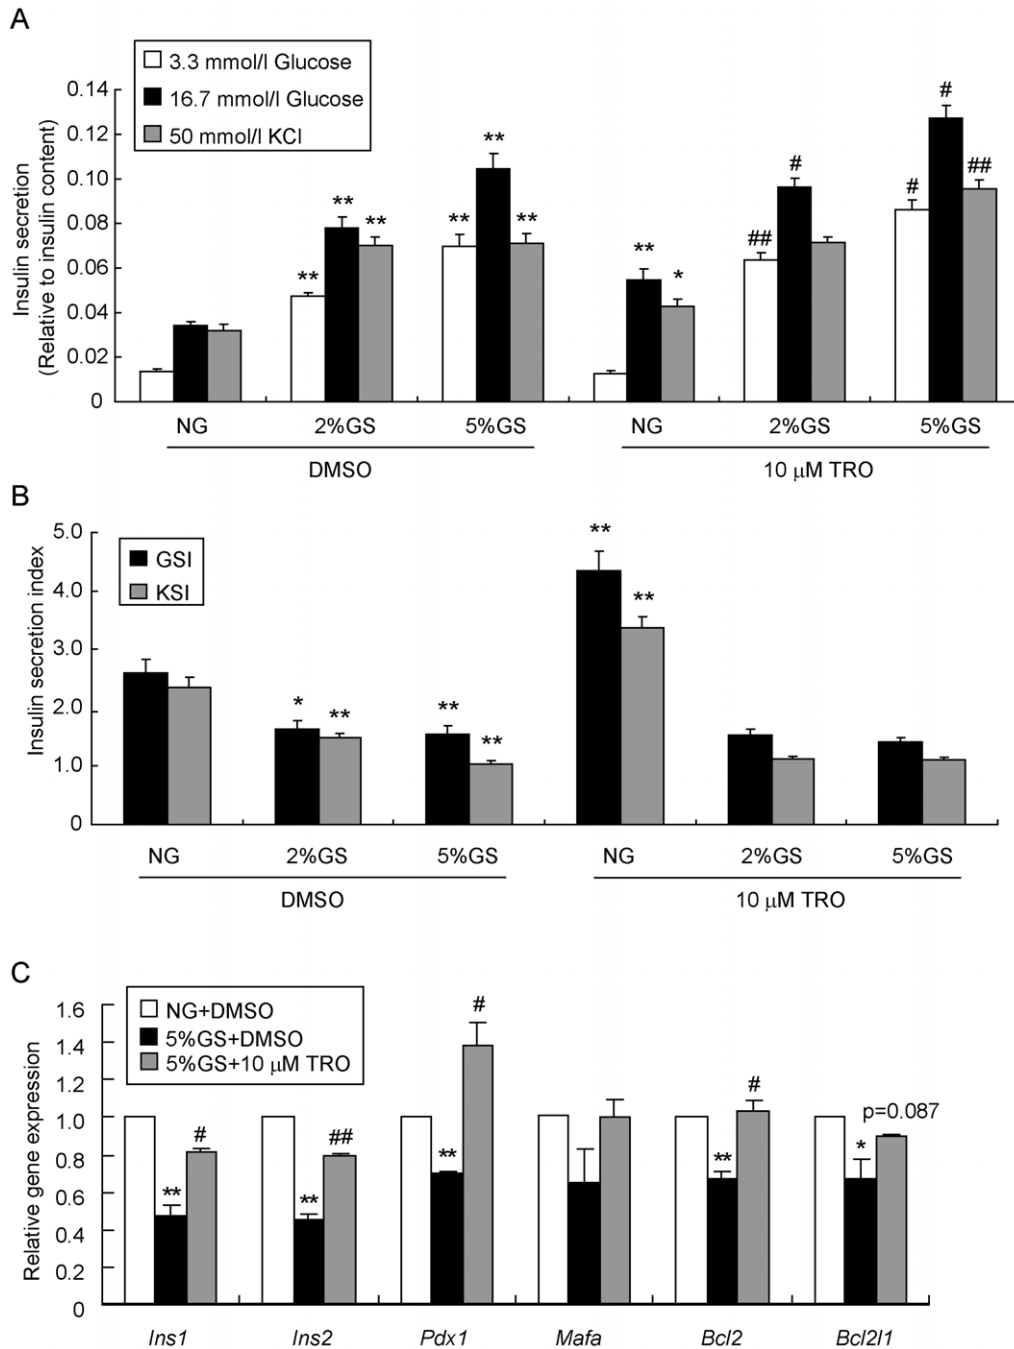 A
3.3 mmol/l Glucose
16.7 mmol/l Glucose
50 mmol/l KCl
Insulin secretion
(Relative to insulin content)
0.14
0.12
0.10
0.08
0.06
0.04
0.02
0
** ** ** ** ** ** ** * ## # # # ##
NG 2%GS 5%GS NG 2%GS 5%GS
DMSO 10 μM TRO
B
GSI
KSI
Insulin secretion index
5.0
4.0
3.0
2.0
1.0
0
* ** ** ** ** **
NG 2%GS 5%GS NG 2%GS 5%GS
DMSO 10 μM TRO
C
NG+DMSO
5%GS+DMSO
5%GS+10 μM TRO
Relative gene expression
1.6
1.4
1.2
1.0
0.8
0.6
0.4
0.2
0
** # ** ## ** # ** # * p=0.087
Ins1 Ins2 Pdx1 Mafa Bcl2 Bcl2l1